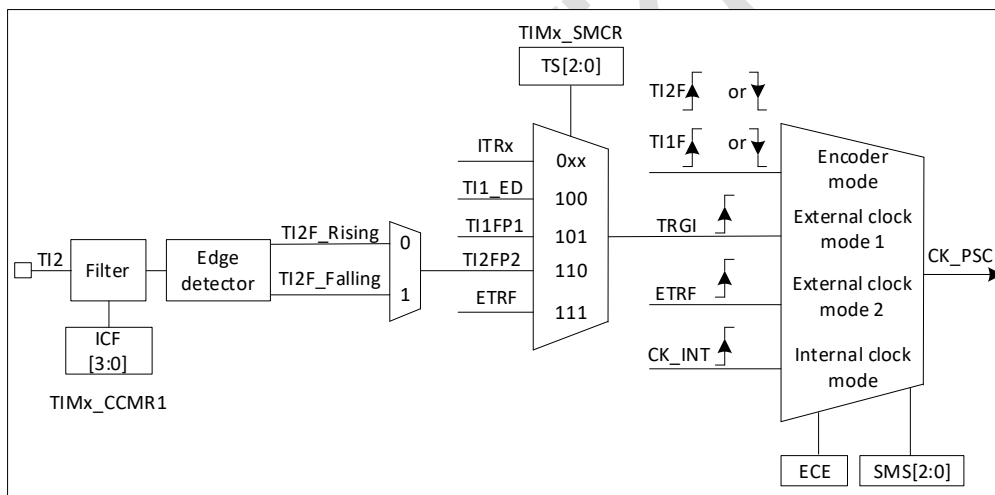 TIMx_SMCR
TS[2:0]
TI2F or
TI1F or
ITRx 0xx
TI1_ED 100
TI1FP1 101
TI2FP2 110
ETRF 111
TI2
Filter
Edge
detector
TI2F_Rising 0
TI2F_Falling 1
ICF
[3:0]
TIMx_CCMR1
TRGI
ETRF
CK_INT
Encoder
mode
External clock
mode 1
External clock
mode 2
Internal clock
mode
CK_PSC
ECE
SMS[2:0]